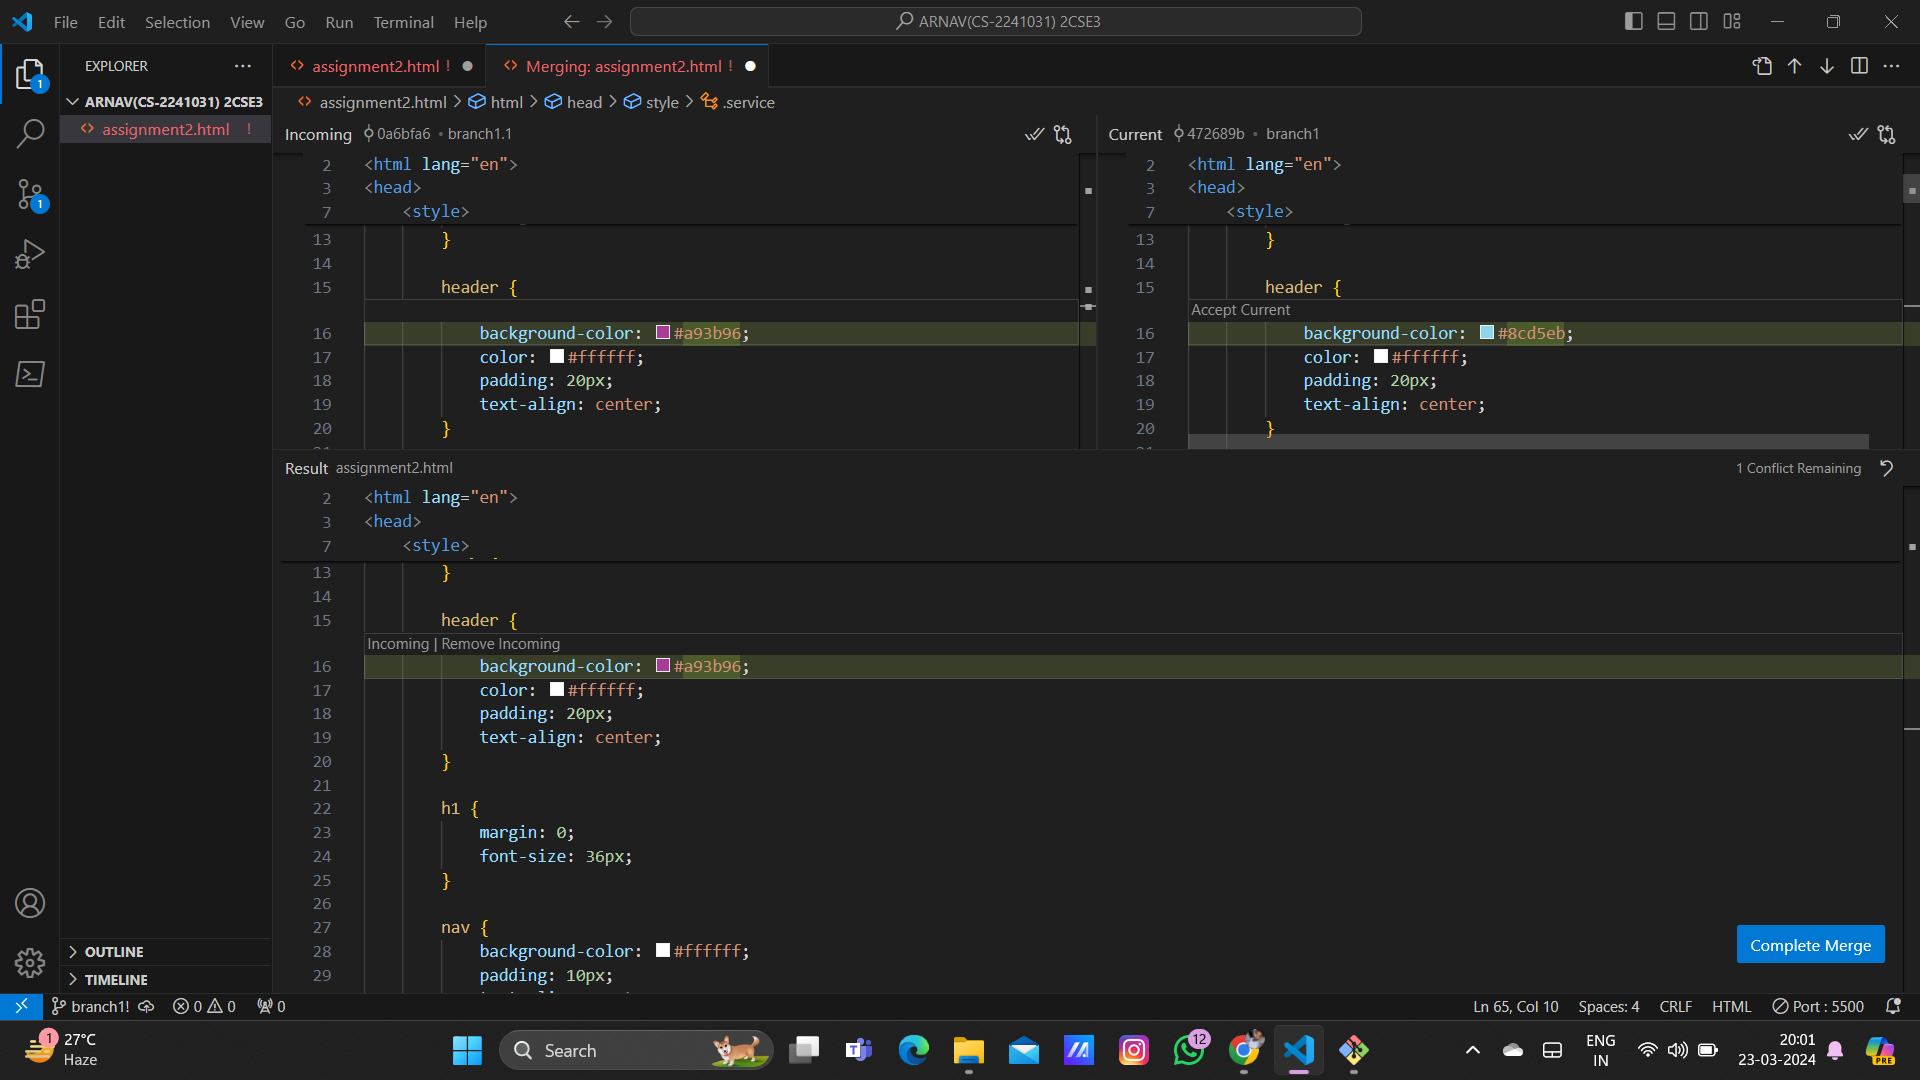 File Edit Selection View Go Run Terminal Help
ARNAV(CS-2241031) 2CSE3
EXPLORER
ARNAV(CS-2241031) 2CSE3
assignment2.html !
OUTLINE
TIMELINE
1
1
assignment2.html ! Merging: assignment2.html !
assignment2.html > html > head > style > .service
Incoming 0a6bfa6 • branch1.1
2 <html lang="en">
3 <head>
7 <style>
13 }
14
15 header {
16 background-color: #a93b96;
17 color: #ffffff;
18 padding: 20px;
19 text-align: center;
20 }
Current 472689b • branch1
2 <html lang="en">
3 <head>
7 <style>
13 }
14
15 header {
Accept Current
16 background-color: #8cd5eb;
17 color: #ffffff;
18 padding: 20px;
19 text-align: center;
20 }
Result assignment2.html
1 Conflict Remaining
2 <html lang="en">
3 <head>
7 <style>
13 }
14
15 header {
Incoming | Remove Incoming
16 background-color: #a93b96;
17 color: #ffffff;
18 padding: 20px;
19 text-align: center;
20 }
21
22 h1 {
23 margin: 0;
24 font-size: 36px;
25 }
26
27 nav {
28 background-color: #ffffff;
29 padding: 10px;
Complete Merge
branch1! 0 0 0
Ln 65, Col 10 Spaces: 4 CRLF HTML Port : 5500
1
27°C
Haze
Search
12
PRE
ENG
IN
20:01
23-03-2024